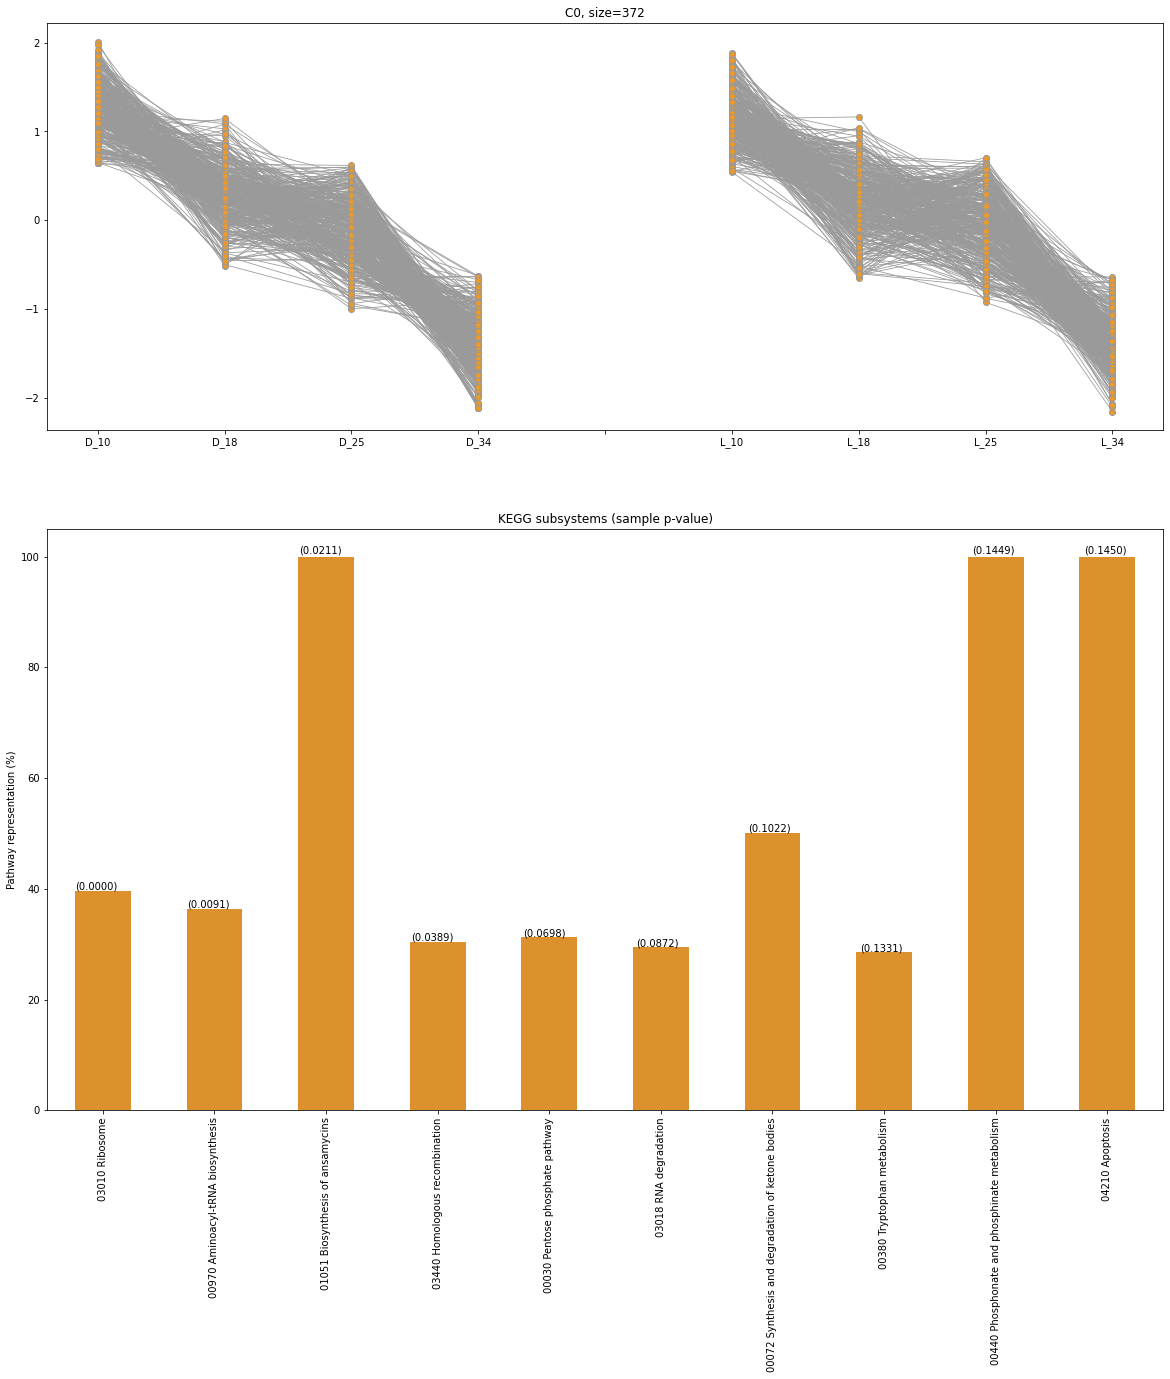 C0, size=372
2
1
0
−1
−2
D_10 D_18 D_25 D_34 L_10 L_18 L_25 L_34
KEGG subsystems (sample p-value)
Pathway representation (%)
100
80
60
40
20
0
(0.0000)
(0.0091)
(0.0211)
(0.0389)
(0.0698)
(0.0872)
(0.1022)
(0.1331)
(0.1449)
(0.1450)
03010 Ribosome
00970 Aminoacyl-tRNA biosynthesis
01051 Biosynthesis of ansamycins
03440 Homologous recombination
00030 Pentose phosphate pathway
03018 RNA degradation
00072 Synthesis and degradation of ketone bodies
00380 Tryptophan metabolism
00440 Phosphonate and phosphinate metabolism
04210 Apoptosis